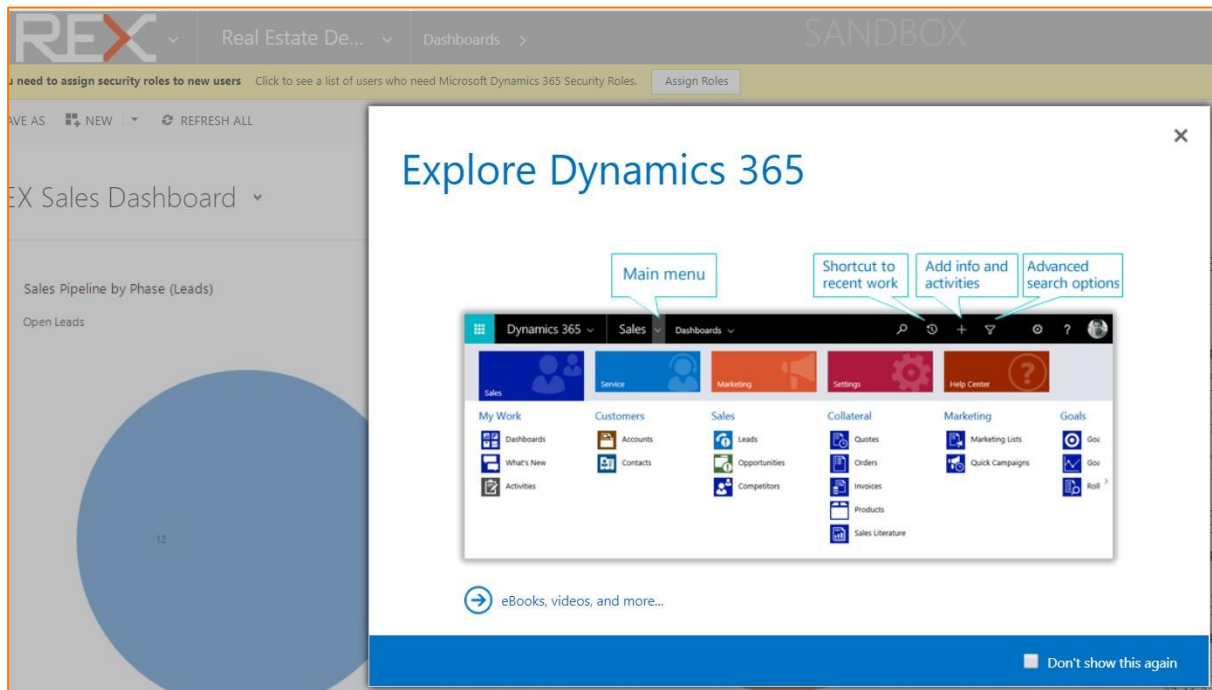 REX Real Estate De... Dashboards > SANDBOX
need to assign security roles to new users Click to see a list of users who need Microsoft Dynamics 365 Security Roles. Assign Roles
AVE AS NEW REFRESH ALL
EX Sales Dashboard
Sales Pipeline by Phase (Leads)
Open Leads
12
Explore Dynamics 365
Main menu
Shortcut to
recent work
Add info and
activities
Advanced
search options
Dynamics 365 Sales Dashboards ?
Sales Service Marketing Settings Help Center ?
My Work Customers Sales Collateral Marketing Goals
Dashboards Accounts Leads Quotes Marketing Lists Goa
What's New Contacts Opportunities Orders Quick Campaigns Goa
Activities Competitors Invoices Roll
Products
Sales Literature
eBooks, videos, and more...
Don't show this again